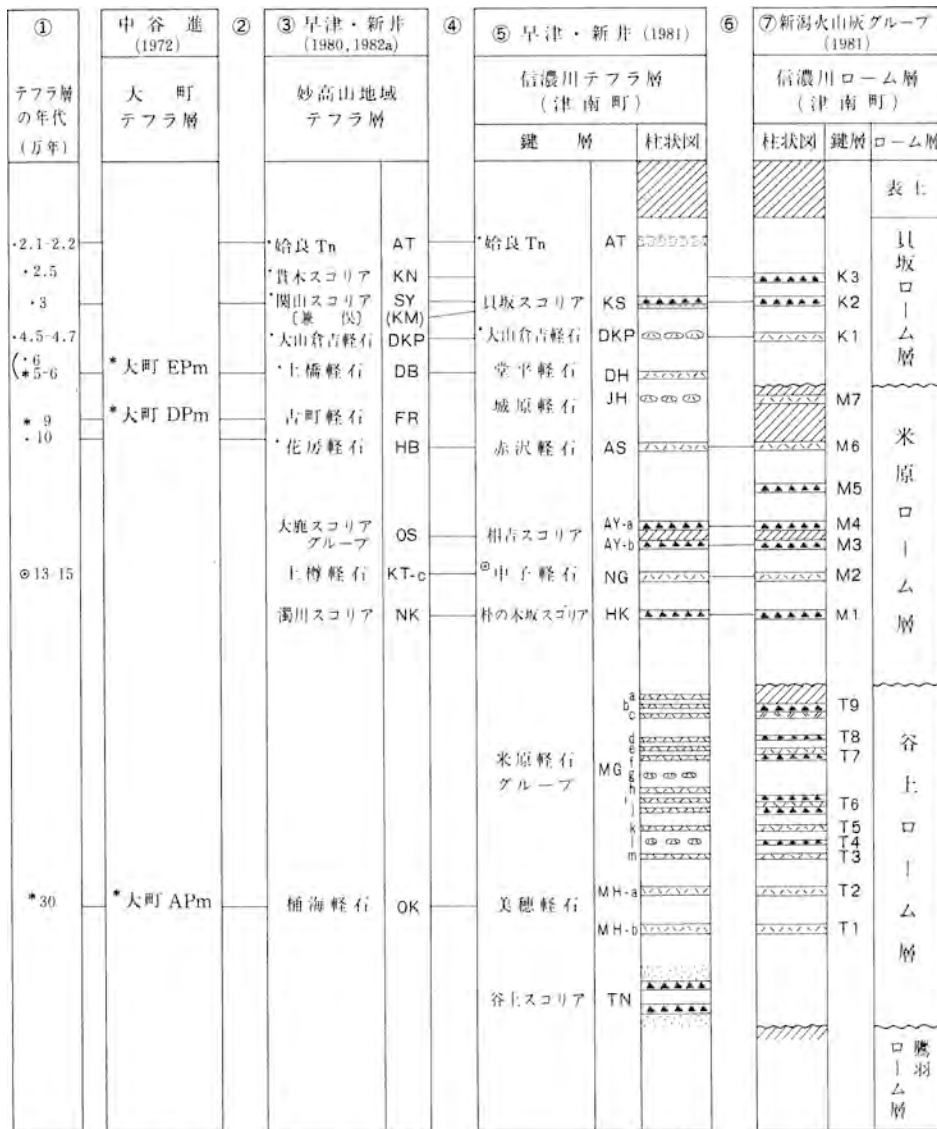 ①
テフラ層
の年代
(万年)
・2.1-2.2
・2.5
・3
・4.5-4.7
(・6
*5-6
*9
・10
⊙13-15
*30
中谷進
(1972)
大町
テフラ層
*大町 EPm
*大町 DPm
*大町 APm
②
③ 早津・新井
(1980, 1982a)
妙高山地域
テフラ層
・姶良Tn AT
・貫木スコリア KN
・関山スコリア SY
〔兼俣〕 (KM)
・大山倉吉軽石 DKP
・土橋軽石 DB
古町軽石 FR
・花房軽石 HB
大鹿スコリア
グループ OS
土樽軽石 KT-c
濁川スコリア NK
桶海軽石 OK
④
⑤ 早津・新井 (1981)
信濃川テフラ層
(津南町)
鍵層 柱状図
・姶良Tn AT
貝坂スコリア KS
・大山倉吉軽石 DKP
堂平軽石 DH
城原軽石 JH
赤沢軽石 AS
相吉スコリア
AY-a
AY-b
⊙中子軽石 NG
朴の木坂スゴリア HK
米原軽石
グループ
MG
a
b
c
d
e
f
g
h
i
j
k
l
m
美穂軽石
MH-a
MH-b
谷上スコリア TN
⑥
⑦新潟火山灰グループ
(1981)
信濃川ローム層
(津南町)
柱状図 鍵層 ローム層
K3
K2
K1
M7
M6
M5
M4
M3
M2
M1
T9
T8
T7
T6
T5
T4
T3
T2
T1
表土
貝坂ローム層
米原ローム層
谷上ローム層
鷹羽
ローム層